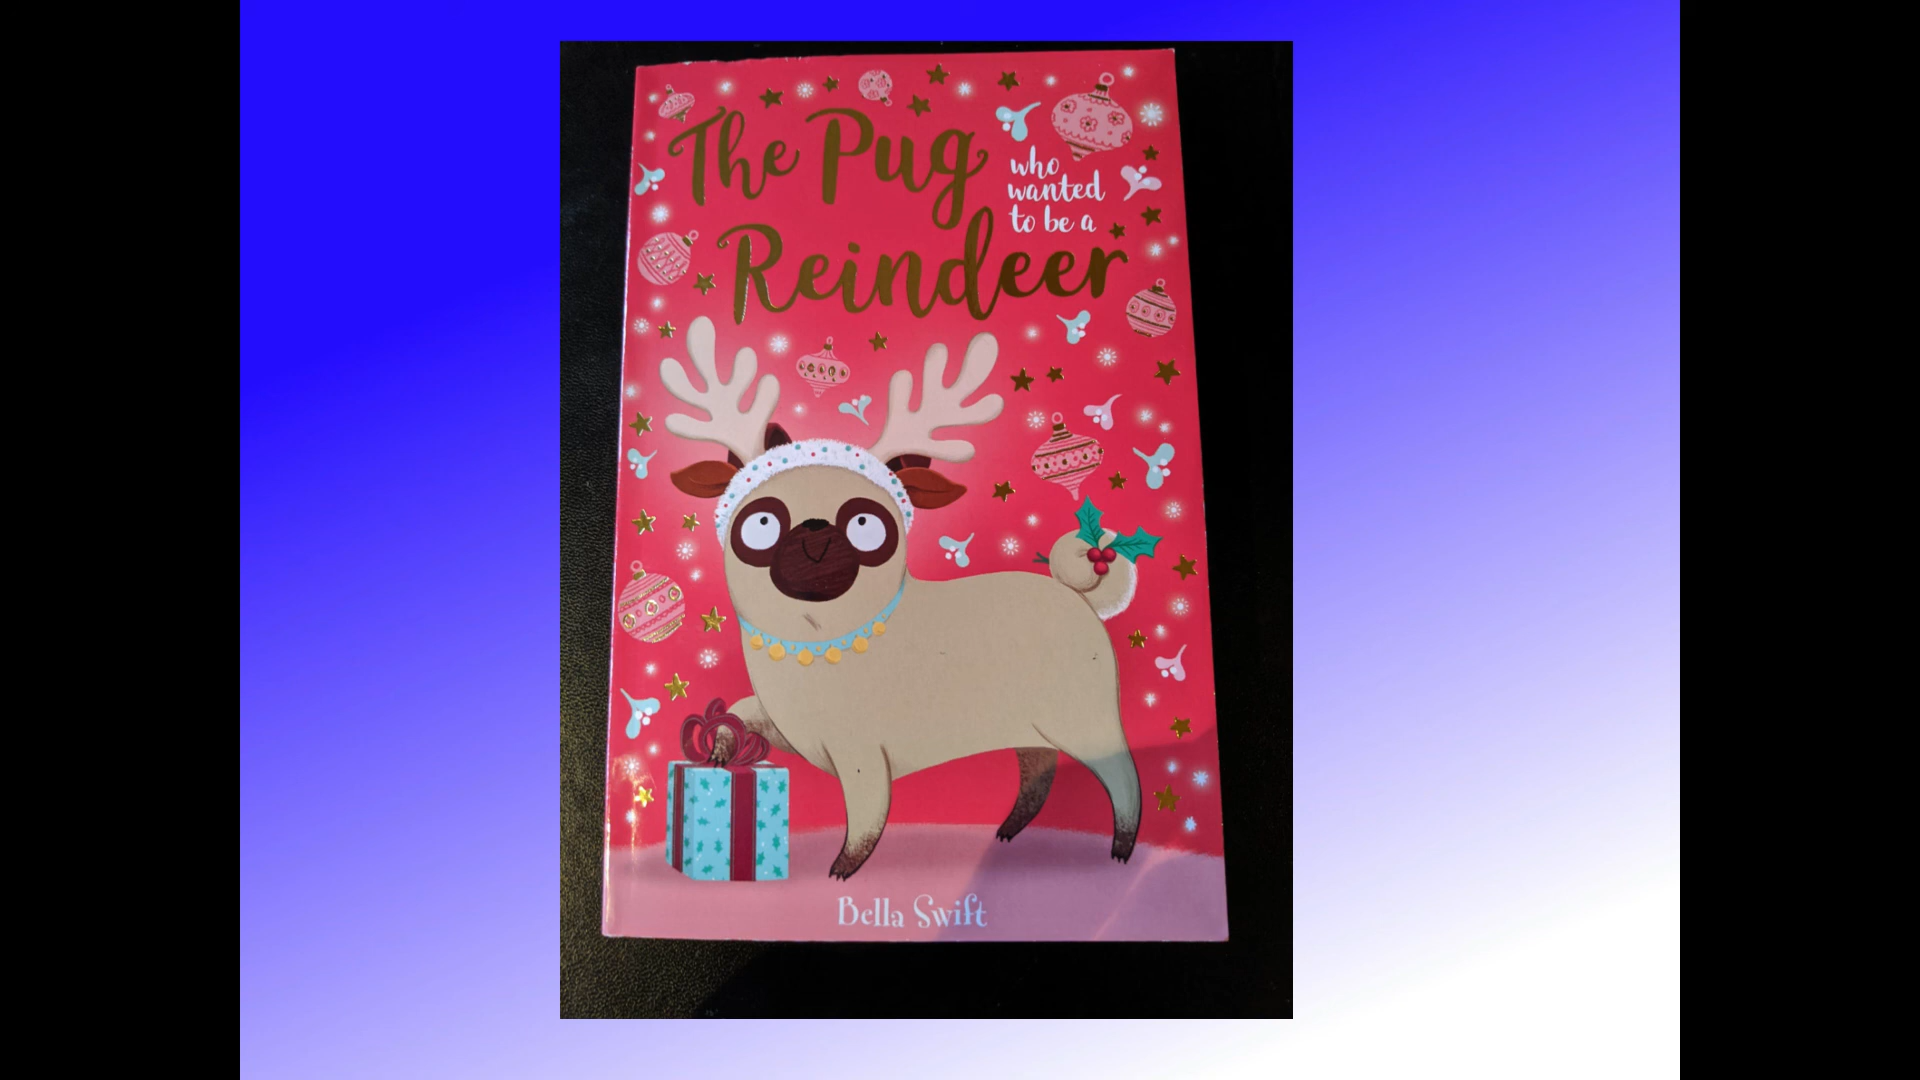 The Pug
who
wanted
to be a
Reindeer
Bella Swift